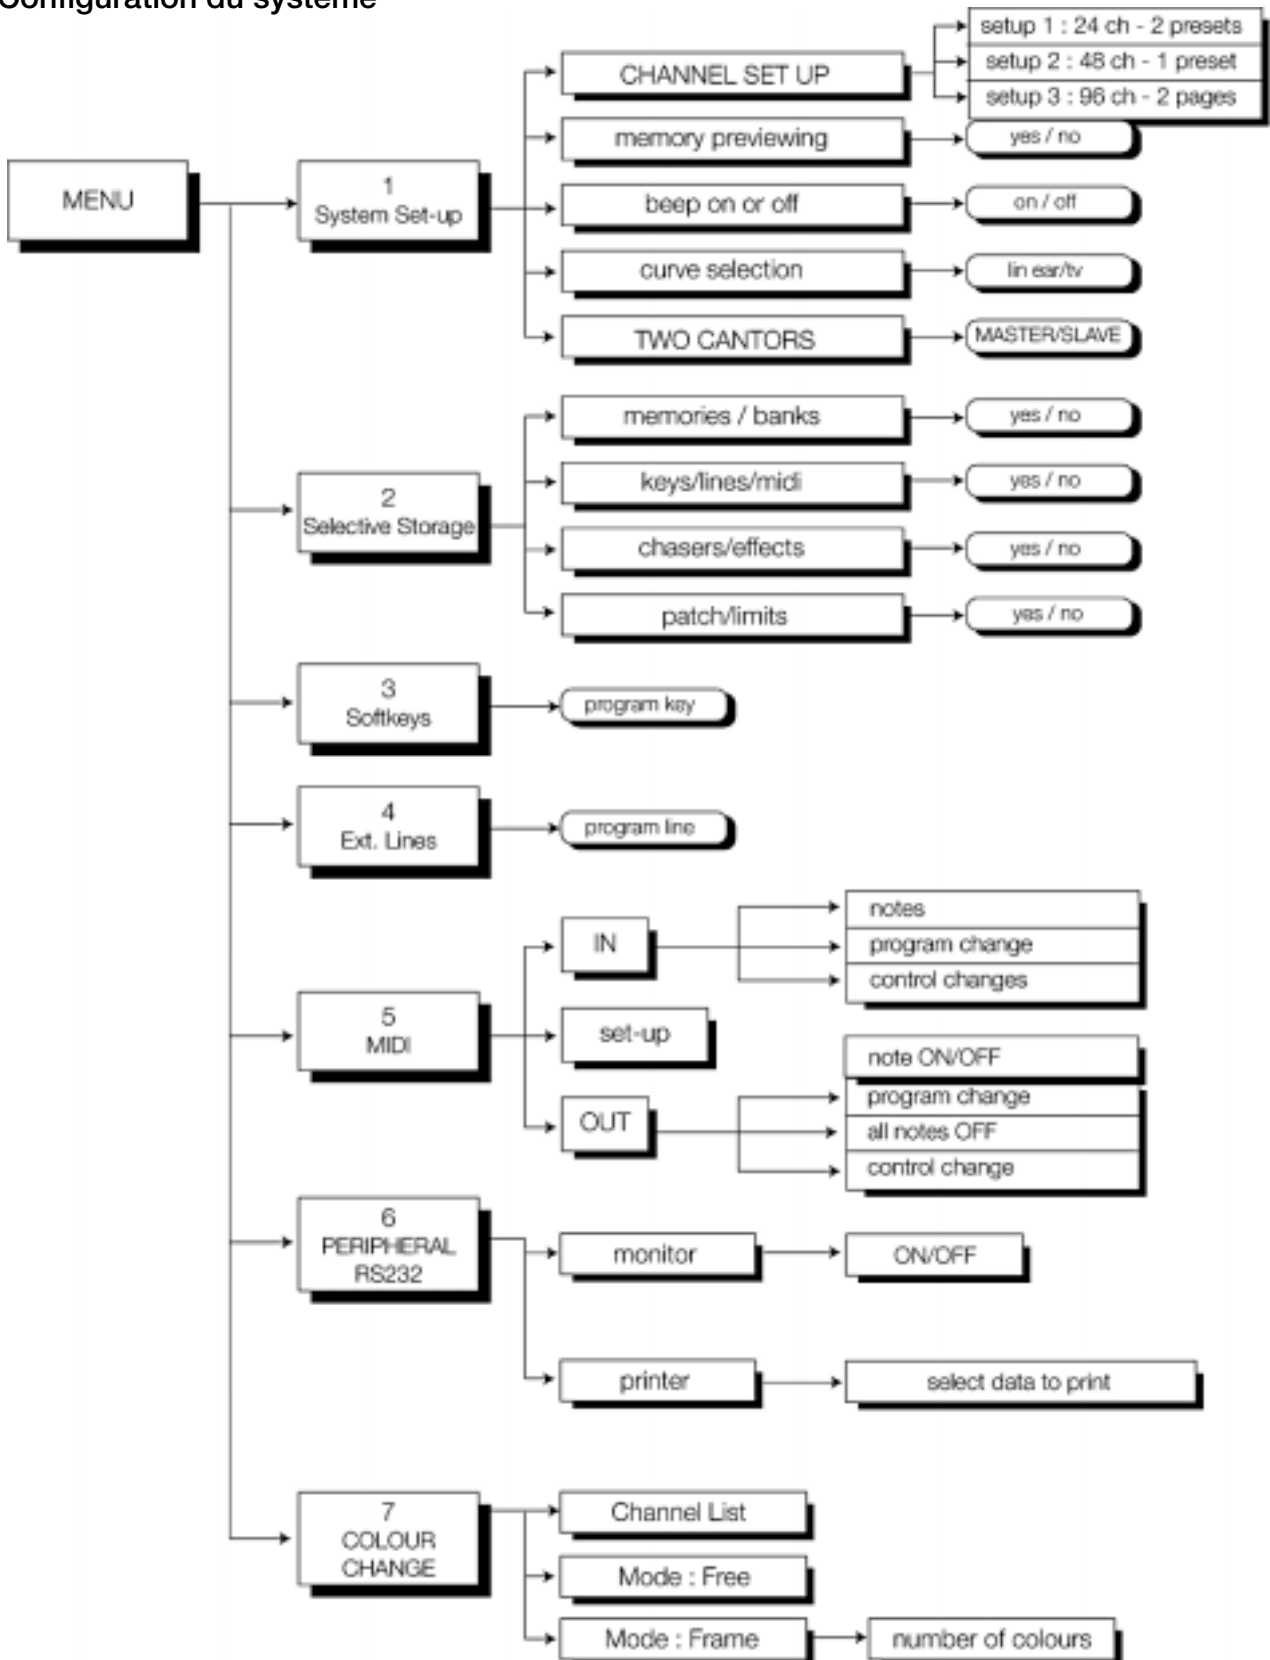 Configuration du système
MENU
1
System Set-up
CHANNEL SET UP
setup 1 : 24 ch - 2 presets
setup 2 : 48 ch - 1 preset
setup 3 : 96 ch - 2 pages
memory previewing
yes / no
beep on or off
on / off
curve selection
lin ear/tv
TWO CANTORS
MASTER/SLAVE
2
Selective Storage
memories / banks
yes / no
keys/lines/midi
yes / no
chasers/effects
yes / no
patch/limits
yes / no
3
Softkeys
program key
4
Ext. Lines
program line
5
MIDI
IN
notes
program change
control changes
set-up
OUT
note ON/OFF
program change
all notes OFF
control change
6
PERIPHERAL
RS232
monitor
ON/OFF
printer
select data to print
7
COLOUR
CHANGE
Channel List
Mode : Free
Mode : Frame
number of colours